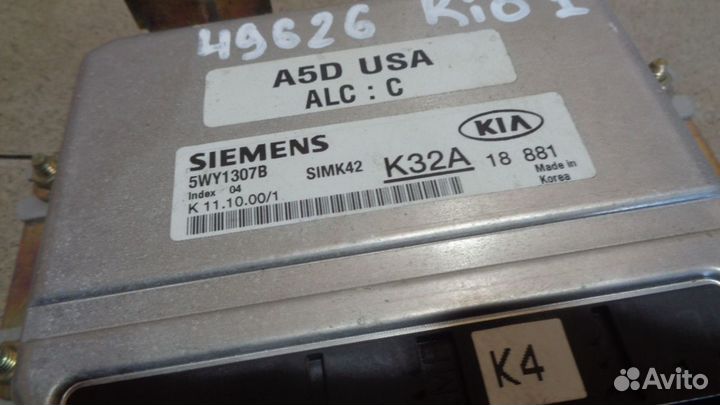 49626 Kio 1
A5D USA
ALC : C
SIEMENS
KIA
5WY1307B SIMK42 K32A 18 881
Index 04
Made in
Korea
K 11.10.00/1
K4
Avito